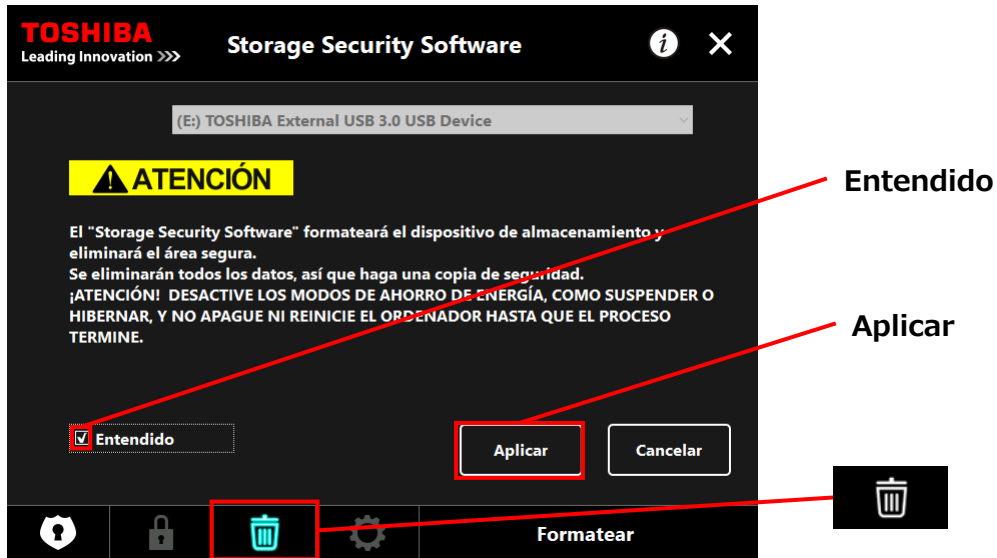 TOSHIBA
Leading Innovation >>>
Storage Security Software
i
(E:) TOSHIBA External USB 3.0 USB Device
ATENCIÓN
El "Storage Security Software" formateará el dispositivo de almacenamiento y
eliminará el área segura.
Se eliminarán todos los datos, así que haga una copia de seguridad.
¡ATENCIÓN!  DESACTIVE LOS MODOS DE AHORRO DE ENERGÍA, COMO SUSPENDER O
HIBERNAR, Y NO APAGUE NI REINICIE EL ORDENADOR HASTA QUE EL PROCESO
TERMINE.
Entendido
Aplicar
Cancelar
Formatear
Entendido
Aplicar